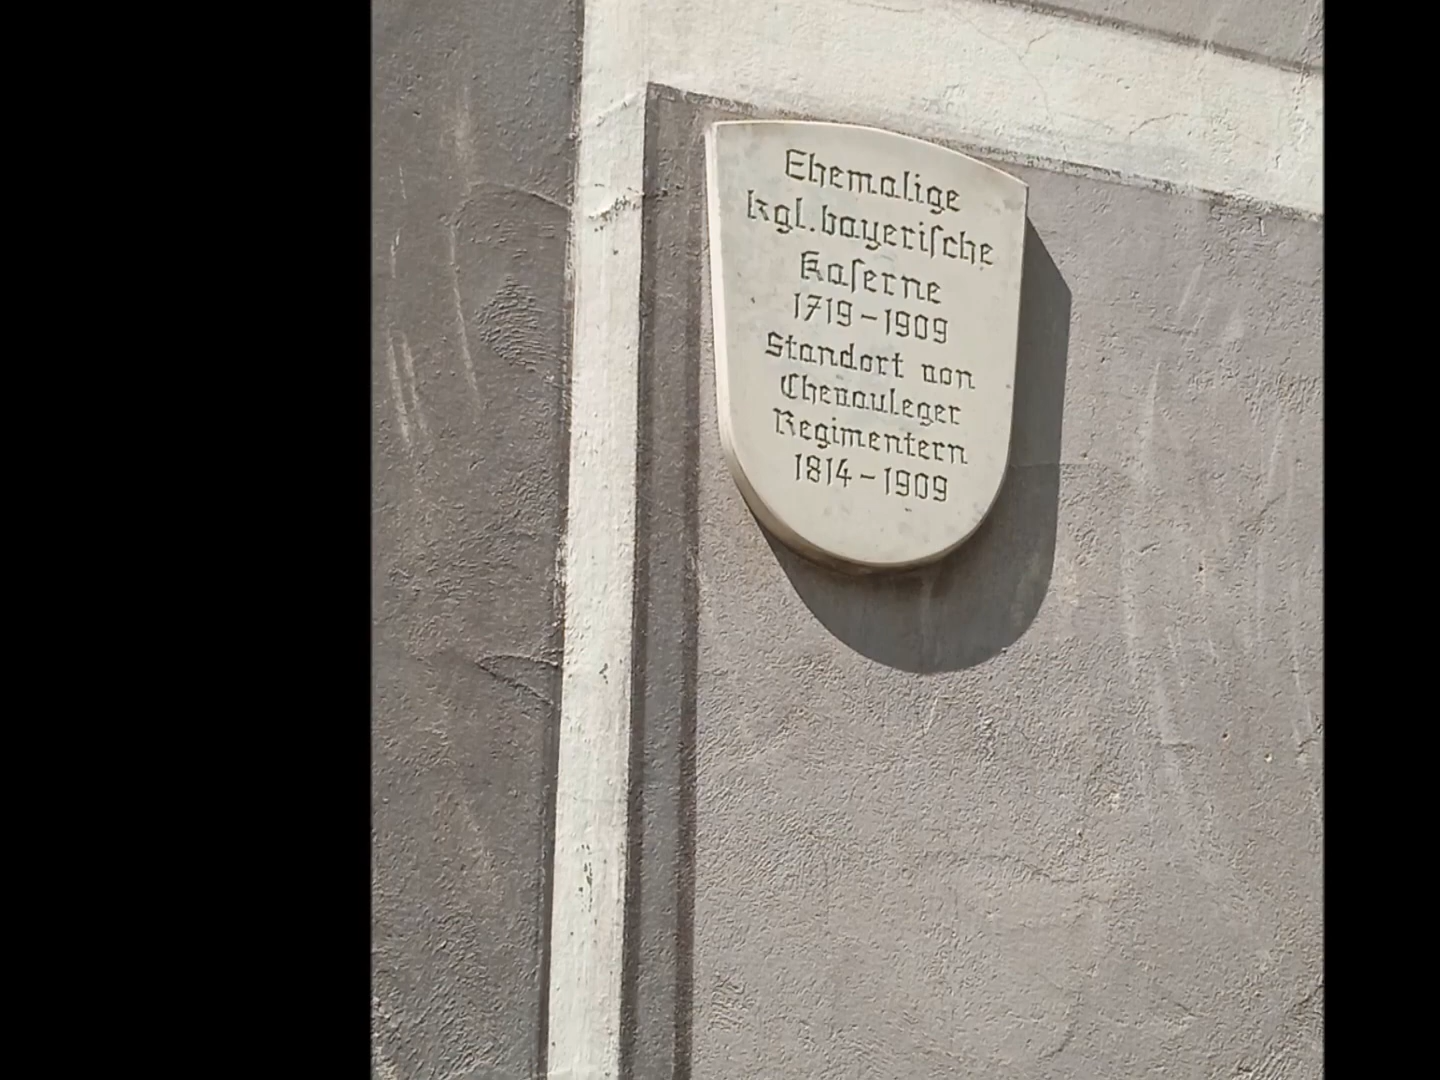 Ehemalige
kgl. bayeriſche
Kaſerne
1719 – 1909
Standort von
Chevauleger
Regimentern
1814 – 1909